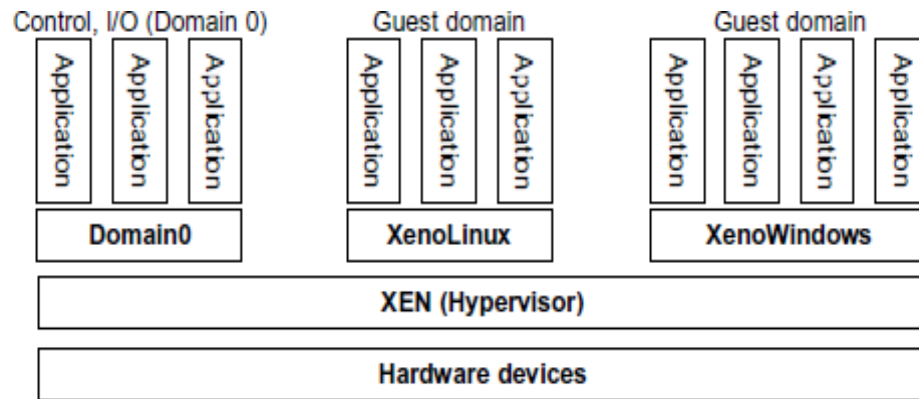 Control, I/O (Domain 0)
Guest domain
Guest domain
Application
Application
Application
Application
Application
Application
Application
Application
Application
Application
Domain0
XenoLinux
XenoWindows
XEN (Hypervisor)
Hardware devices